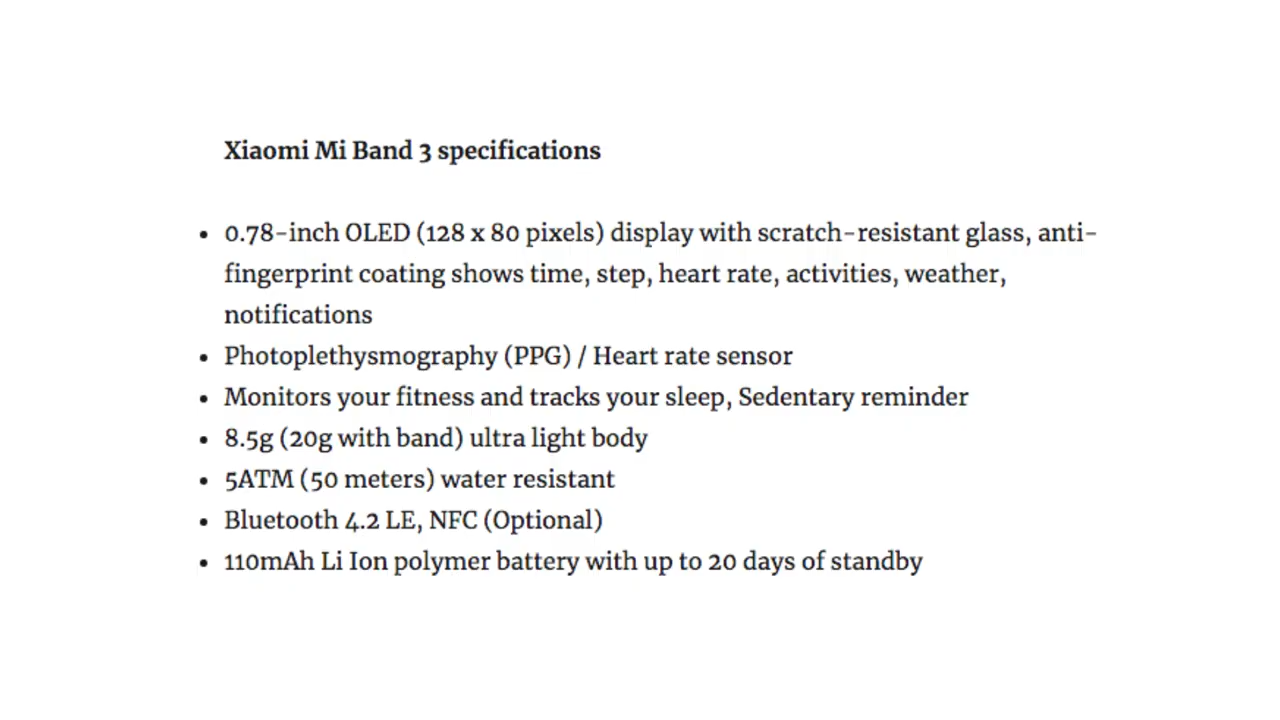 Xiaomi Mi Band 3 specifications
• 0.78-inch OLED (128 x 80 pixels) display with scratch-resistant glass, anti-
fingerprint coating shows time, step, heart rate, activities, weather,
notifications
• Photoplethysmography (PPG) / Heart rate sensor
• Monitors your fitness and tracks your sleep, Sedentary reminder
• 8.5g (20g with band) ultra light body
• 5ATM (50 meters) water resistant
• Bluetooth 4.2 LE, NFC (Optional)
• 110mAh Li Ion polymer battery with up to 20 days of standby